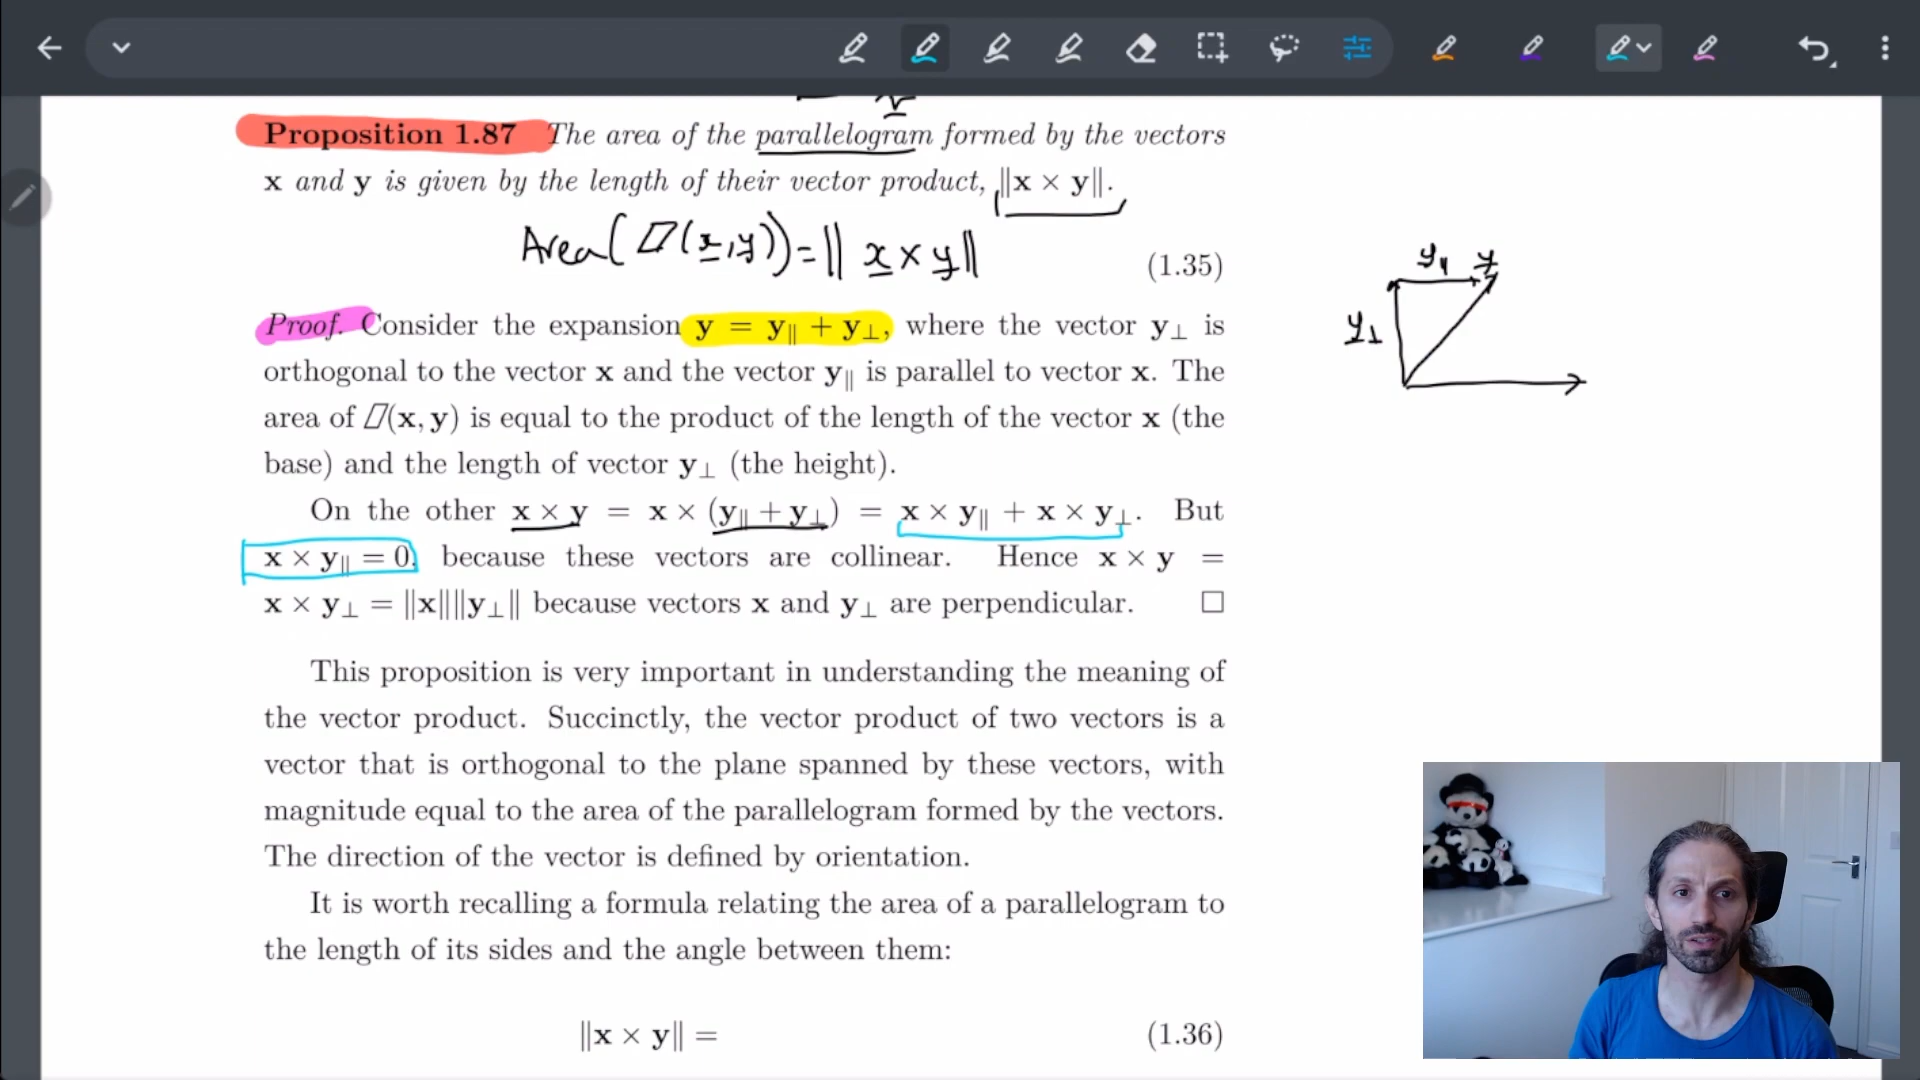 Proposition 1.87 The area of the parallelogram formed by the vectors
x and y is given by the length of their vector product, ‖x × y‖.
Area(▱(x,y))=‖x×y‖
(1.35)
y∥ y
y⊥
Proof. Consider the expansion y = y∥ + y⊥, where the vector y⊥ is
orthogonal to the vector x and the vector y∥ is parallel to vector x. The
area of ▱(x, y) is equal to the product of the length of the vector x (the
base) and the length of vector y⊥ (the height).
On the other x × y = x × (y∥ + y⊥) = x × y∥ + x × y⊥. But
x × y∥ = 0. because these vectors are collinear. Hence x × y =
x × y⊥ = ‖x‖‖y⊥‖ because vectors x and y⊥ are perpendicular. □
This proposition is very important in understanding the meaning of
the vector product. Succinctly, the vector product of two vectors is a
vector that is orthogonal to the plane spanned by these vectors, with
magnitude equal to the area of the parallelogram formed by the vectors.
The direction of the vector is defined by orientation.
It is worth recalling a formula relating the area of a parallelogram to
the length of its sides and the angle between them:
‖x × y‖ = (1.36)